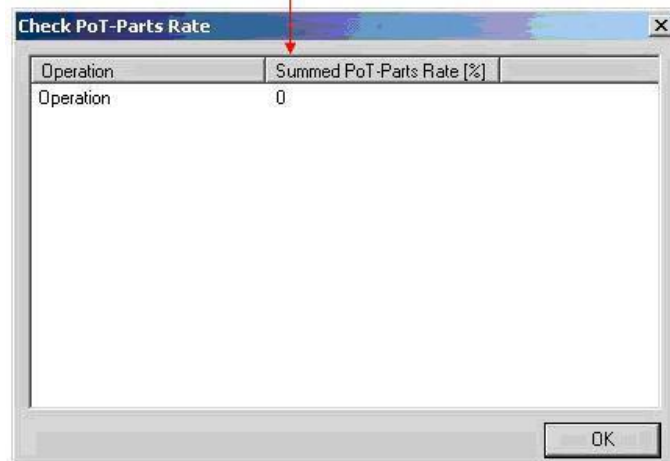 Check PoT-Parts Rate
Operation Summed PoT-Parts Rate [%]
Operation 0
OK